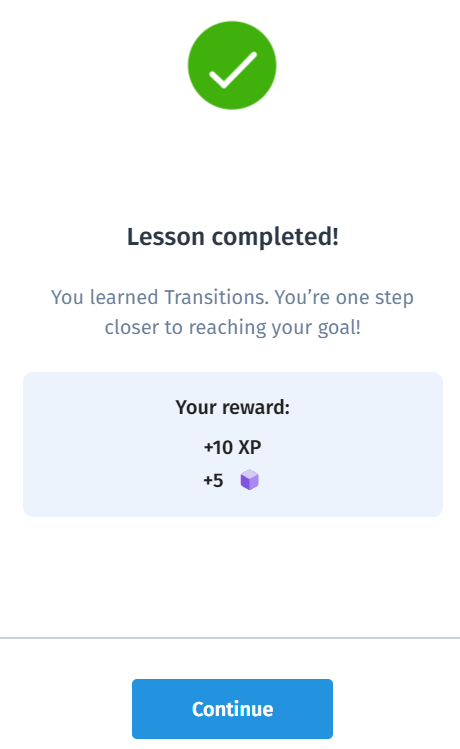 Lesson completed!
You learned Transitions. You’re one step
closer to reaching your goal!
Your reward:
+10 XP
+5
Continue